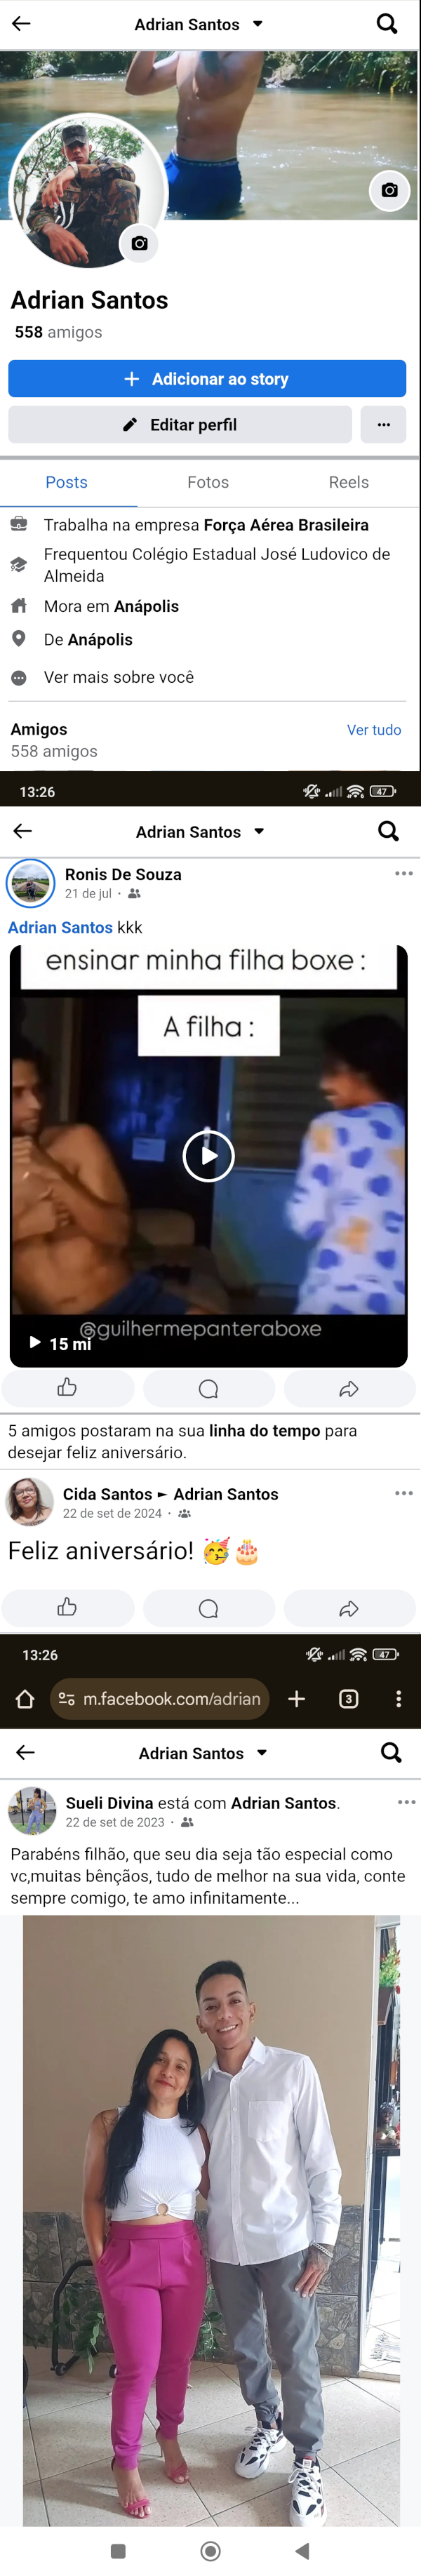 Adrian Santos
Adrian Santos
558 amigos
Adicionar ao story
Editar perfil
Posts Fotos Reels
Trabalha na empresa Força Aérea Brasileira
Frequentou Colégio Estadual José Ludovico de
Almeida
Mora em Anápolis
De Anápolis
Ver mais sobre você
Amigos Ver tudo
558 amigos
13:26 47
Adrian Santos
Ronis De Souza
21 de jul ·
Adrian Santos kkk
ensinar minha filha boxe :
A filha :
@guilhermepanteraboxe
15 mi
5 amigos postaram na sua linha do tempo para
desejar feliz aniversário.
Cida Santos ► Adrian Santos
22 de set de 2024 ·
Feliz aniversário! 🥳🎂
13:26 47
m.facebook.com/adrian 3
Adrian Santos
Sueli Divina está com Adrian Santos.
22 de set de 2023 ·
Parabéns filhão, que seu dia seja tão especial como
vc,muitas bênçãos, tudo de melhor na sua vida, conte
sempre comigo, te amo infinitamente...